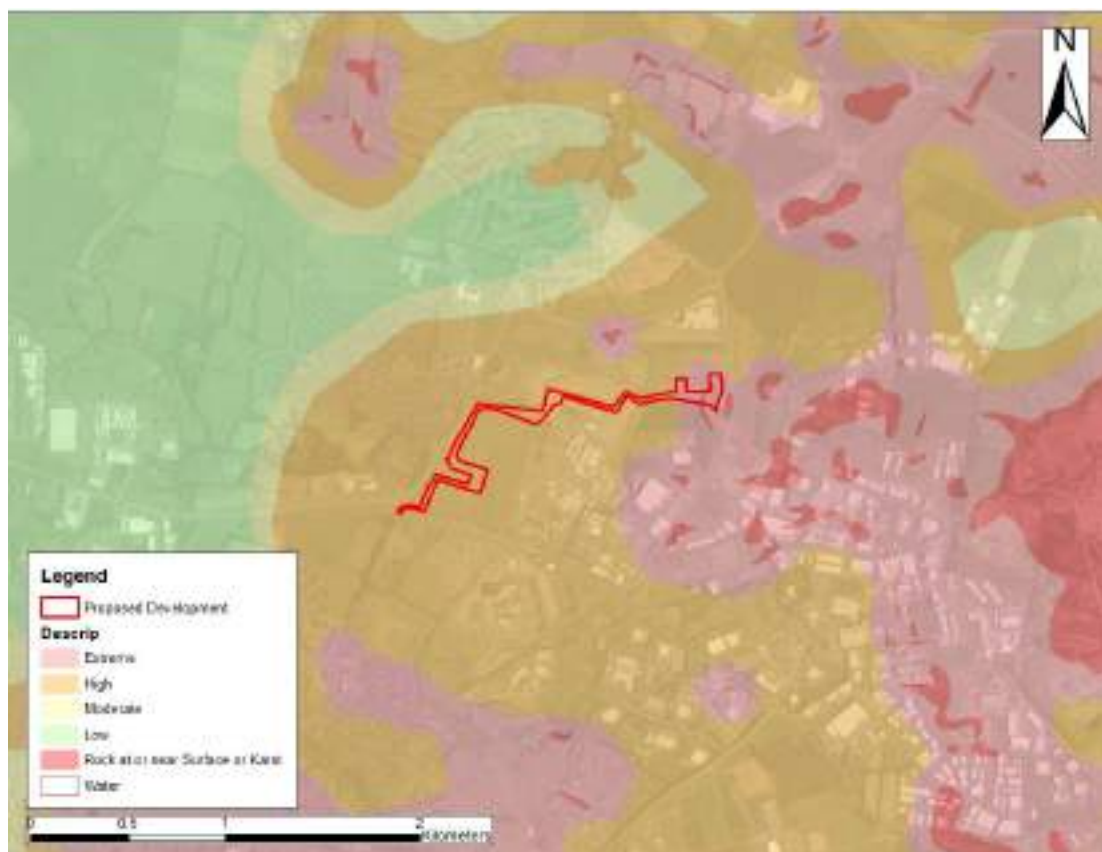 N
Legend
Proposed Development
Descrip
Extreme
High
Moderate
Low
Rock at or near Surface or Karst
Water
0 0.5 1 2
Kilometers